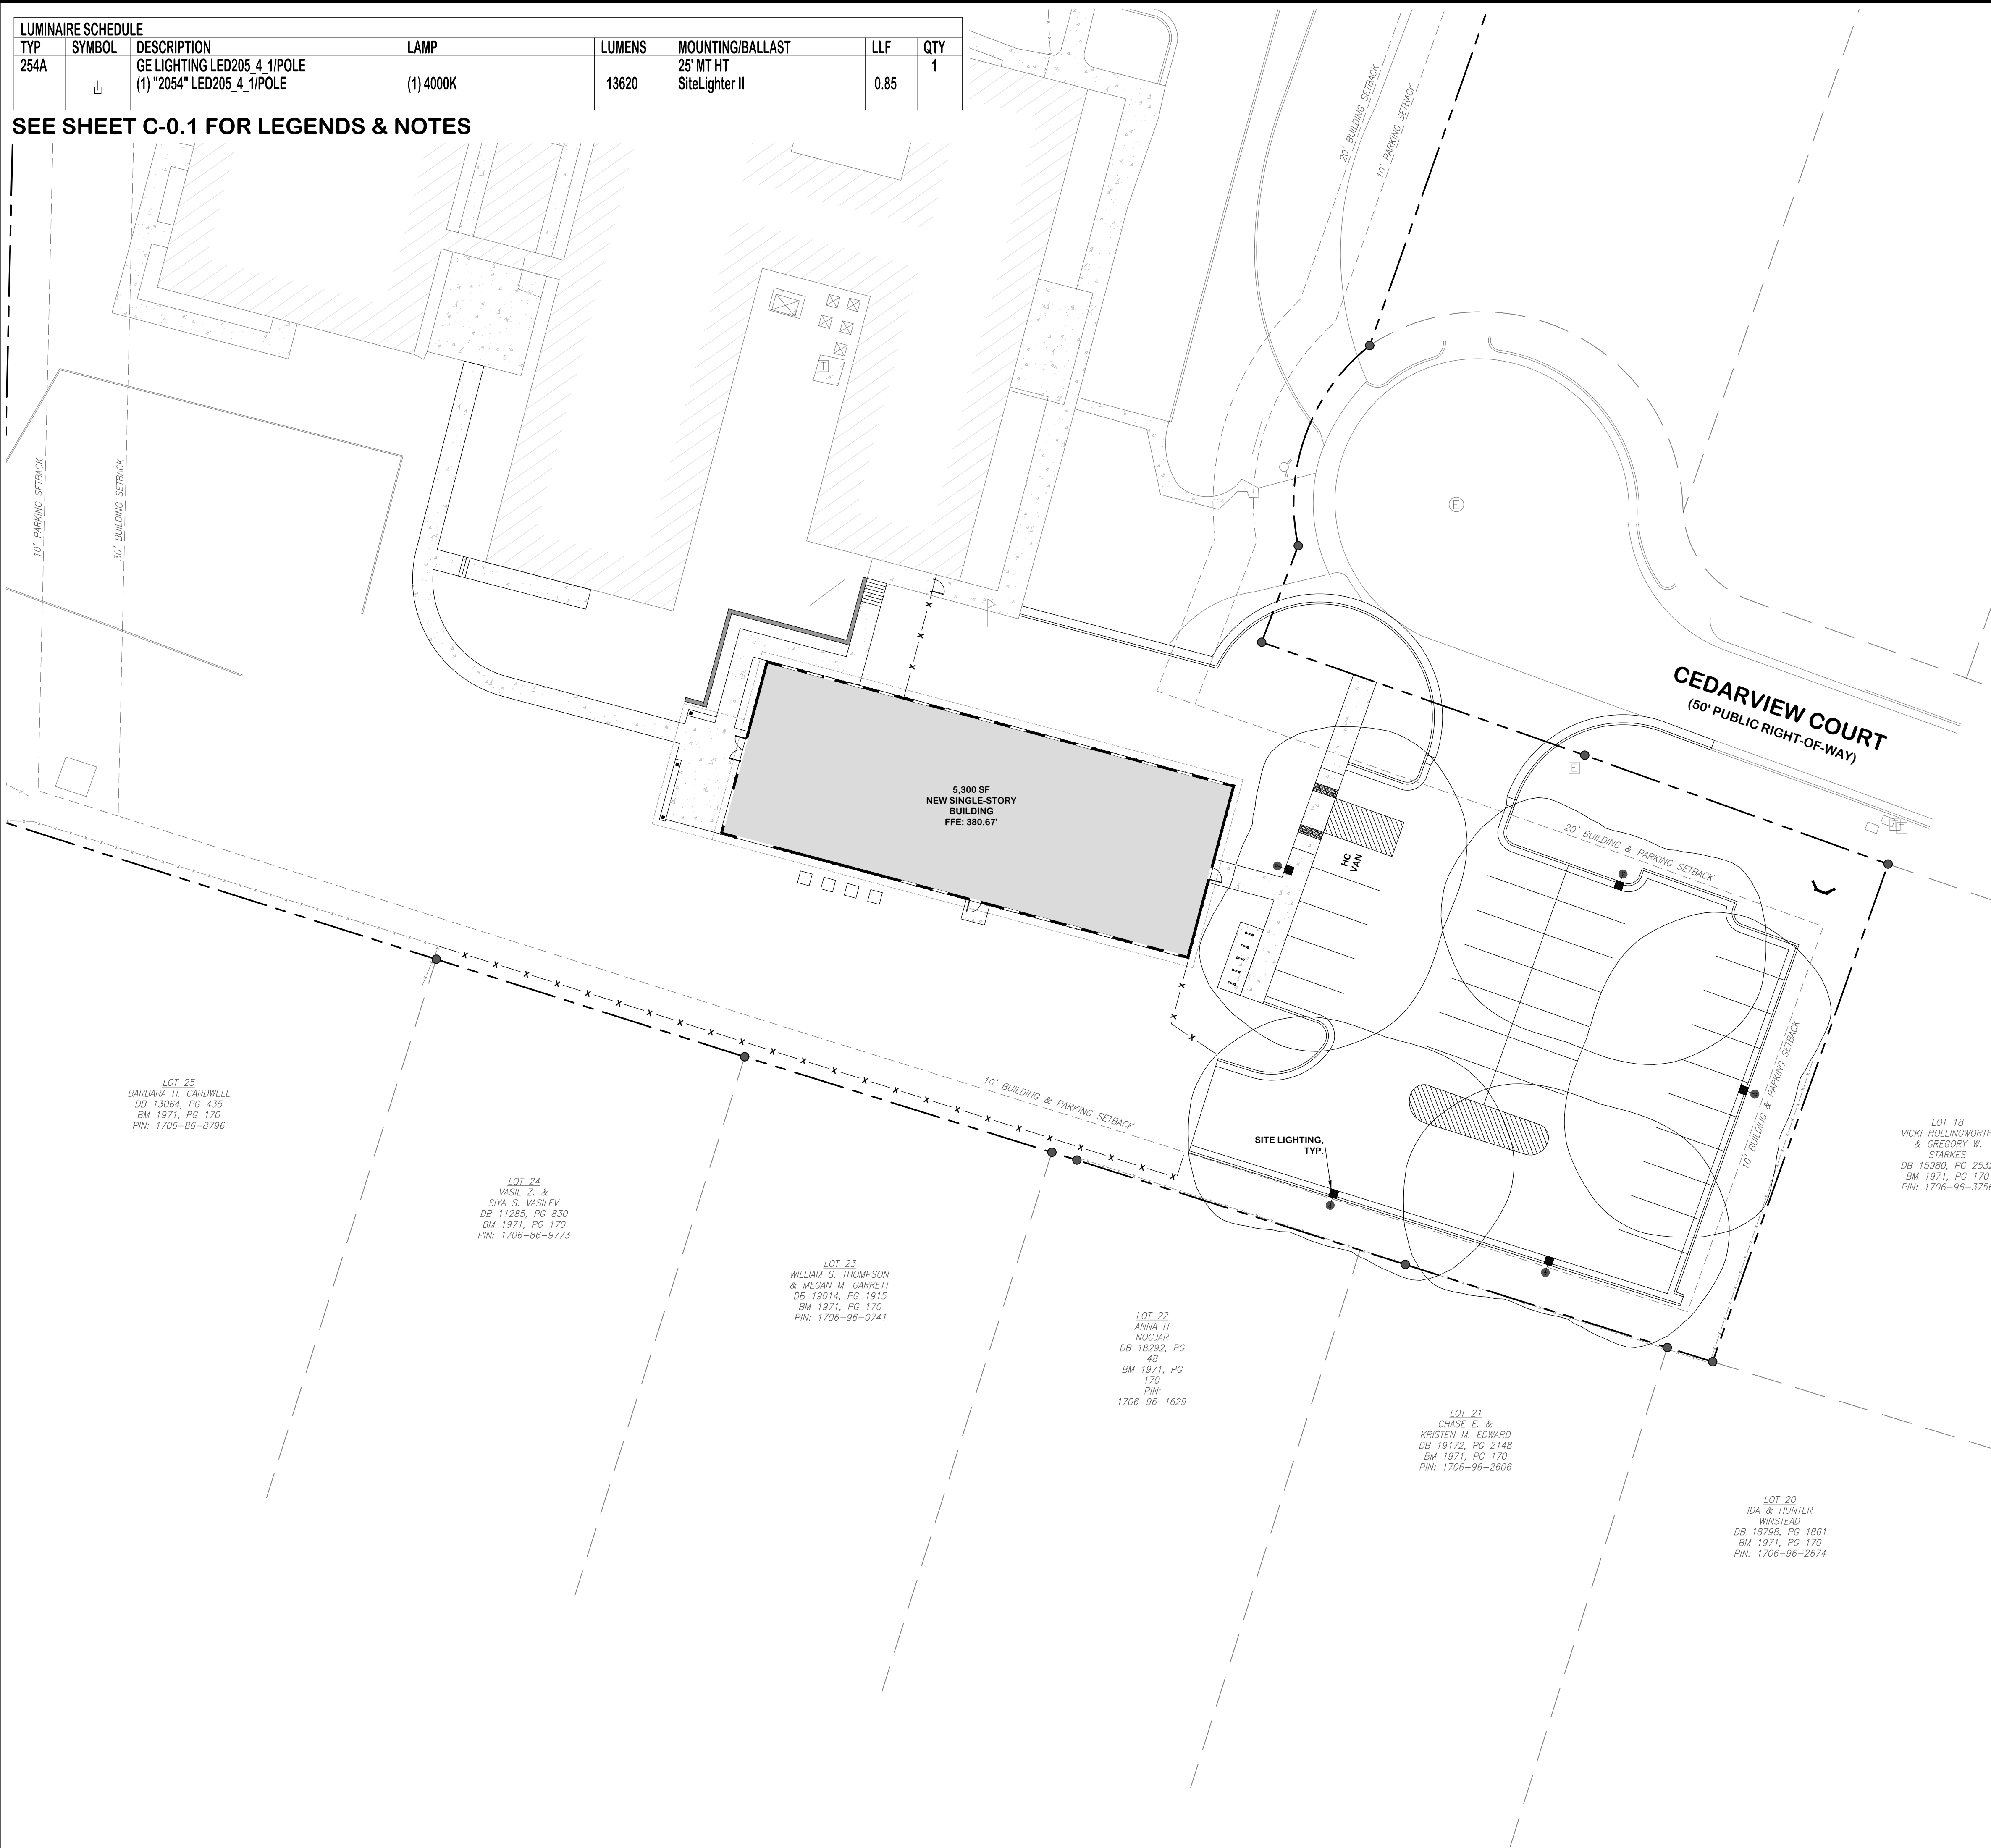 LUMINAIRE SCHEDULE
TYP SYMBOL DESCRIPTION LAMP LUMENS MOUNTING/BALLAST LLF QTY
254A GE LIGHTING LED205_4_1/POLE 25' MT HT 1
(1) "2054" LED205_4_1/POLE (1) 4000K 13620 SiteLighter II 0.85
SEE SHEET C-0.1 FOR LEGENDS & NOTES
20' BUILDING SETBACK
10' PARKING SETBACK
10' PARKING SETBACK
30' BUILDING SETBACK
T
E
CEDARVIEW COURT
(50' PUBLIC RIGHT-OF-WAY)
E
T
5,300 SF
NEW SINGLE-STORY
BUILDING
FFE: 380.67'
HC
VAN
20' BUILDING & PARKING SETBACK
10' BUILDING & PARKING SETBACK
10' BUILDING & PARKING SETBACK
SITE LIGHTING,
TYP.
LOT 25
BARBARA H. CARDWELL
DB 13064, PG 435
BM 1971, PG 170
PIN: 1706-86-8796
LOT 24
VASIL Z. &
SIYA S. VASILEV
DB 11285, PG 830
BM 1971, PG 170
PIN: 1706-86-9773
LOT 23
WILLIAM S. THOMPSON
& MEGAN M. GARRETT
DB 19014, PG 1915
BM 1971, PG 170
PIN: 1706-96-0741
LOT 22
ANNA H.
NOCJAR
DB 18292, PG
48
BM 1971, PG
170
PIN:
1706-96-1629
LOT 21
CHASE E. &
KRISTEN M. EDWARD
DB 19172, PG 2148
BM 1971, PG 170
PIN: 1706-96-2606
LOT 20
IDA & HUNTER
WINSTEAD
DB 18798, PG 1861
BM 1971, PG 170
PIN: 1706-96-2674
LOT 18
VICKI HOLLINGWORTH
& GREGORY W.
STARKES
DB 15980, PG 2532
BM 1971, PG 170
PIN: 1706-96-3756